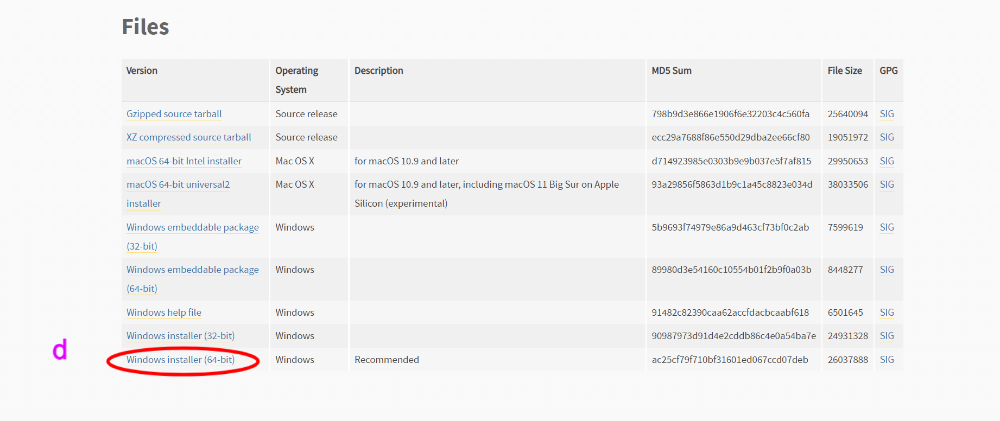 Files
Version Operating System Description MD5 Sum File Size GPG
Gzipped source tarball Source release 798b9d3e866e1906f6e32203c4c560fa 25640094 SIG
XZ compressed source tarball Source release ecc29a7688f86e550d29dba2ee66cf80 19051972 SIG
macOS 64-bit Intel installer Mac OS X for macOS 10.9 and later d714923985e0303b9e9b037e5f7af815 29950653 SIG
macOS 64-bit universal2 installer Mac OS X for macOS 10.9 and later, including macOS 11 Big Sur on Apple Silicon (experimental) 93a29856f5863d1b9c1a45c8823e034d 38033506 SIG
Windows embeddable package (32-bit) Windows 5b9693f74979e86a9d463cf73bf0c2ab 7599619 SIG
Windows embeddable package (64-bit) Windows 89980d3e54160c10554b01f2b9f0a03b 8448277 SIG
Windows help file Windows 91482c82390caa62accfdacbcaabf618 6501645 SIG
Windows installer (32-bit) Windows 90987973d91d4e2cddb86c4e0a54ba7e 24931328 SIG
d
Windows installer (64-bit) Windows Recommended ac25cf79f710bf31601ed067ccd07deb 26037888 SIG